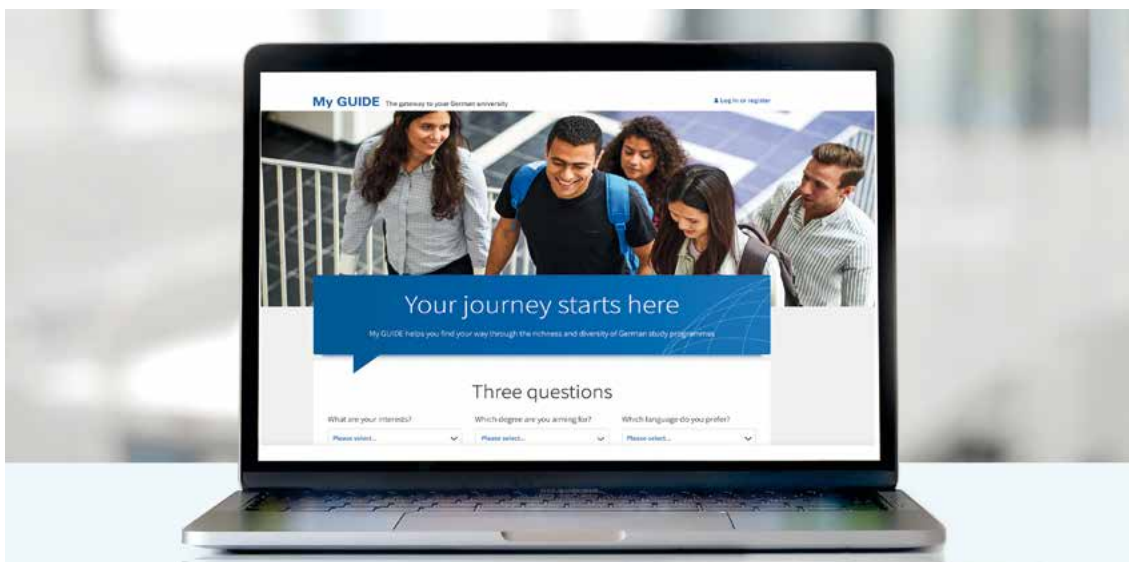 My GUIDE The gateway to your German university
Log in or register
Your journey starts here
My GUIDE helps you find your way through the richness and diversity of German study programmes
Three questions
What are your interests? Which degree are you aiming for? Which language do you prefer?
Please select... Please select... Please select...